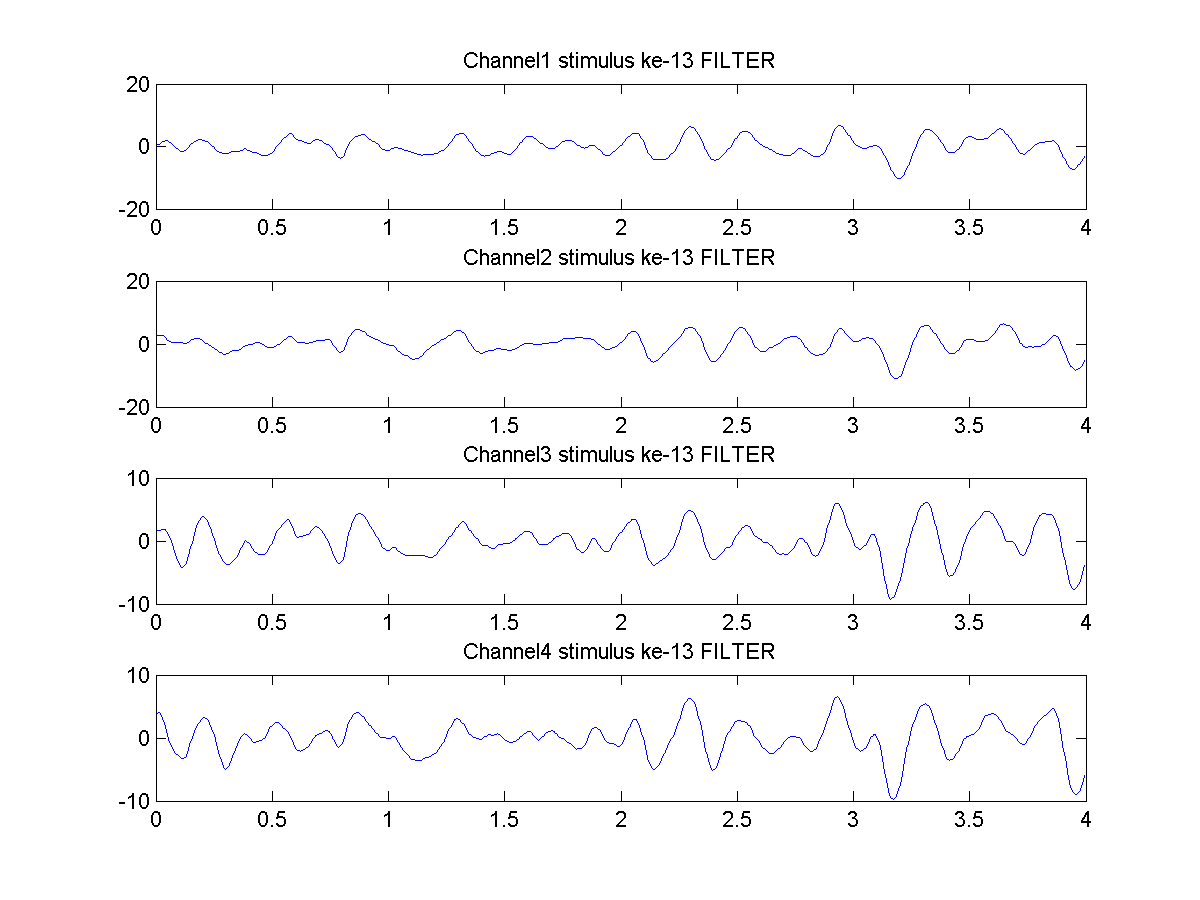 Channel1 stimulus ke-13 FILTER
20
0
-20
0 0.5 1 1.5 2 2.5 3 3.5 4
Channel2 stimulus ke-13 FILTER
20
0
-20
0 0.5 1 1.5 2 2.5 3 3.5 4
Channel3 stimulus ke-13 FILTER
10
0
-10
0 0.5 1 1.5 2 2.5 3 3.5 4
Channel4 stimulus ke-13 FILTER
10
0
-10
0 0.5 1 1.5 2 2.5 3 3.5 4